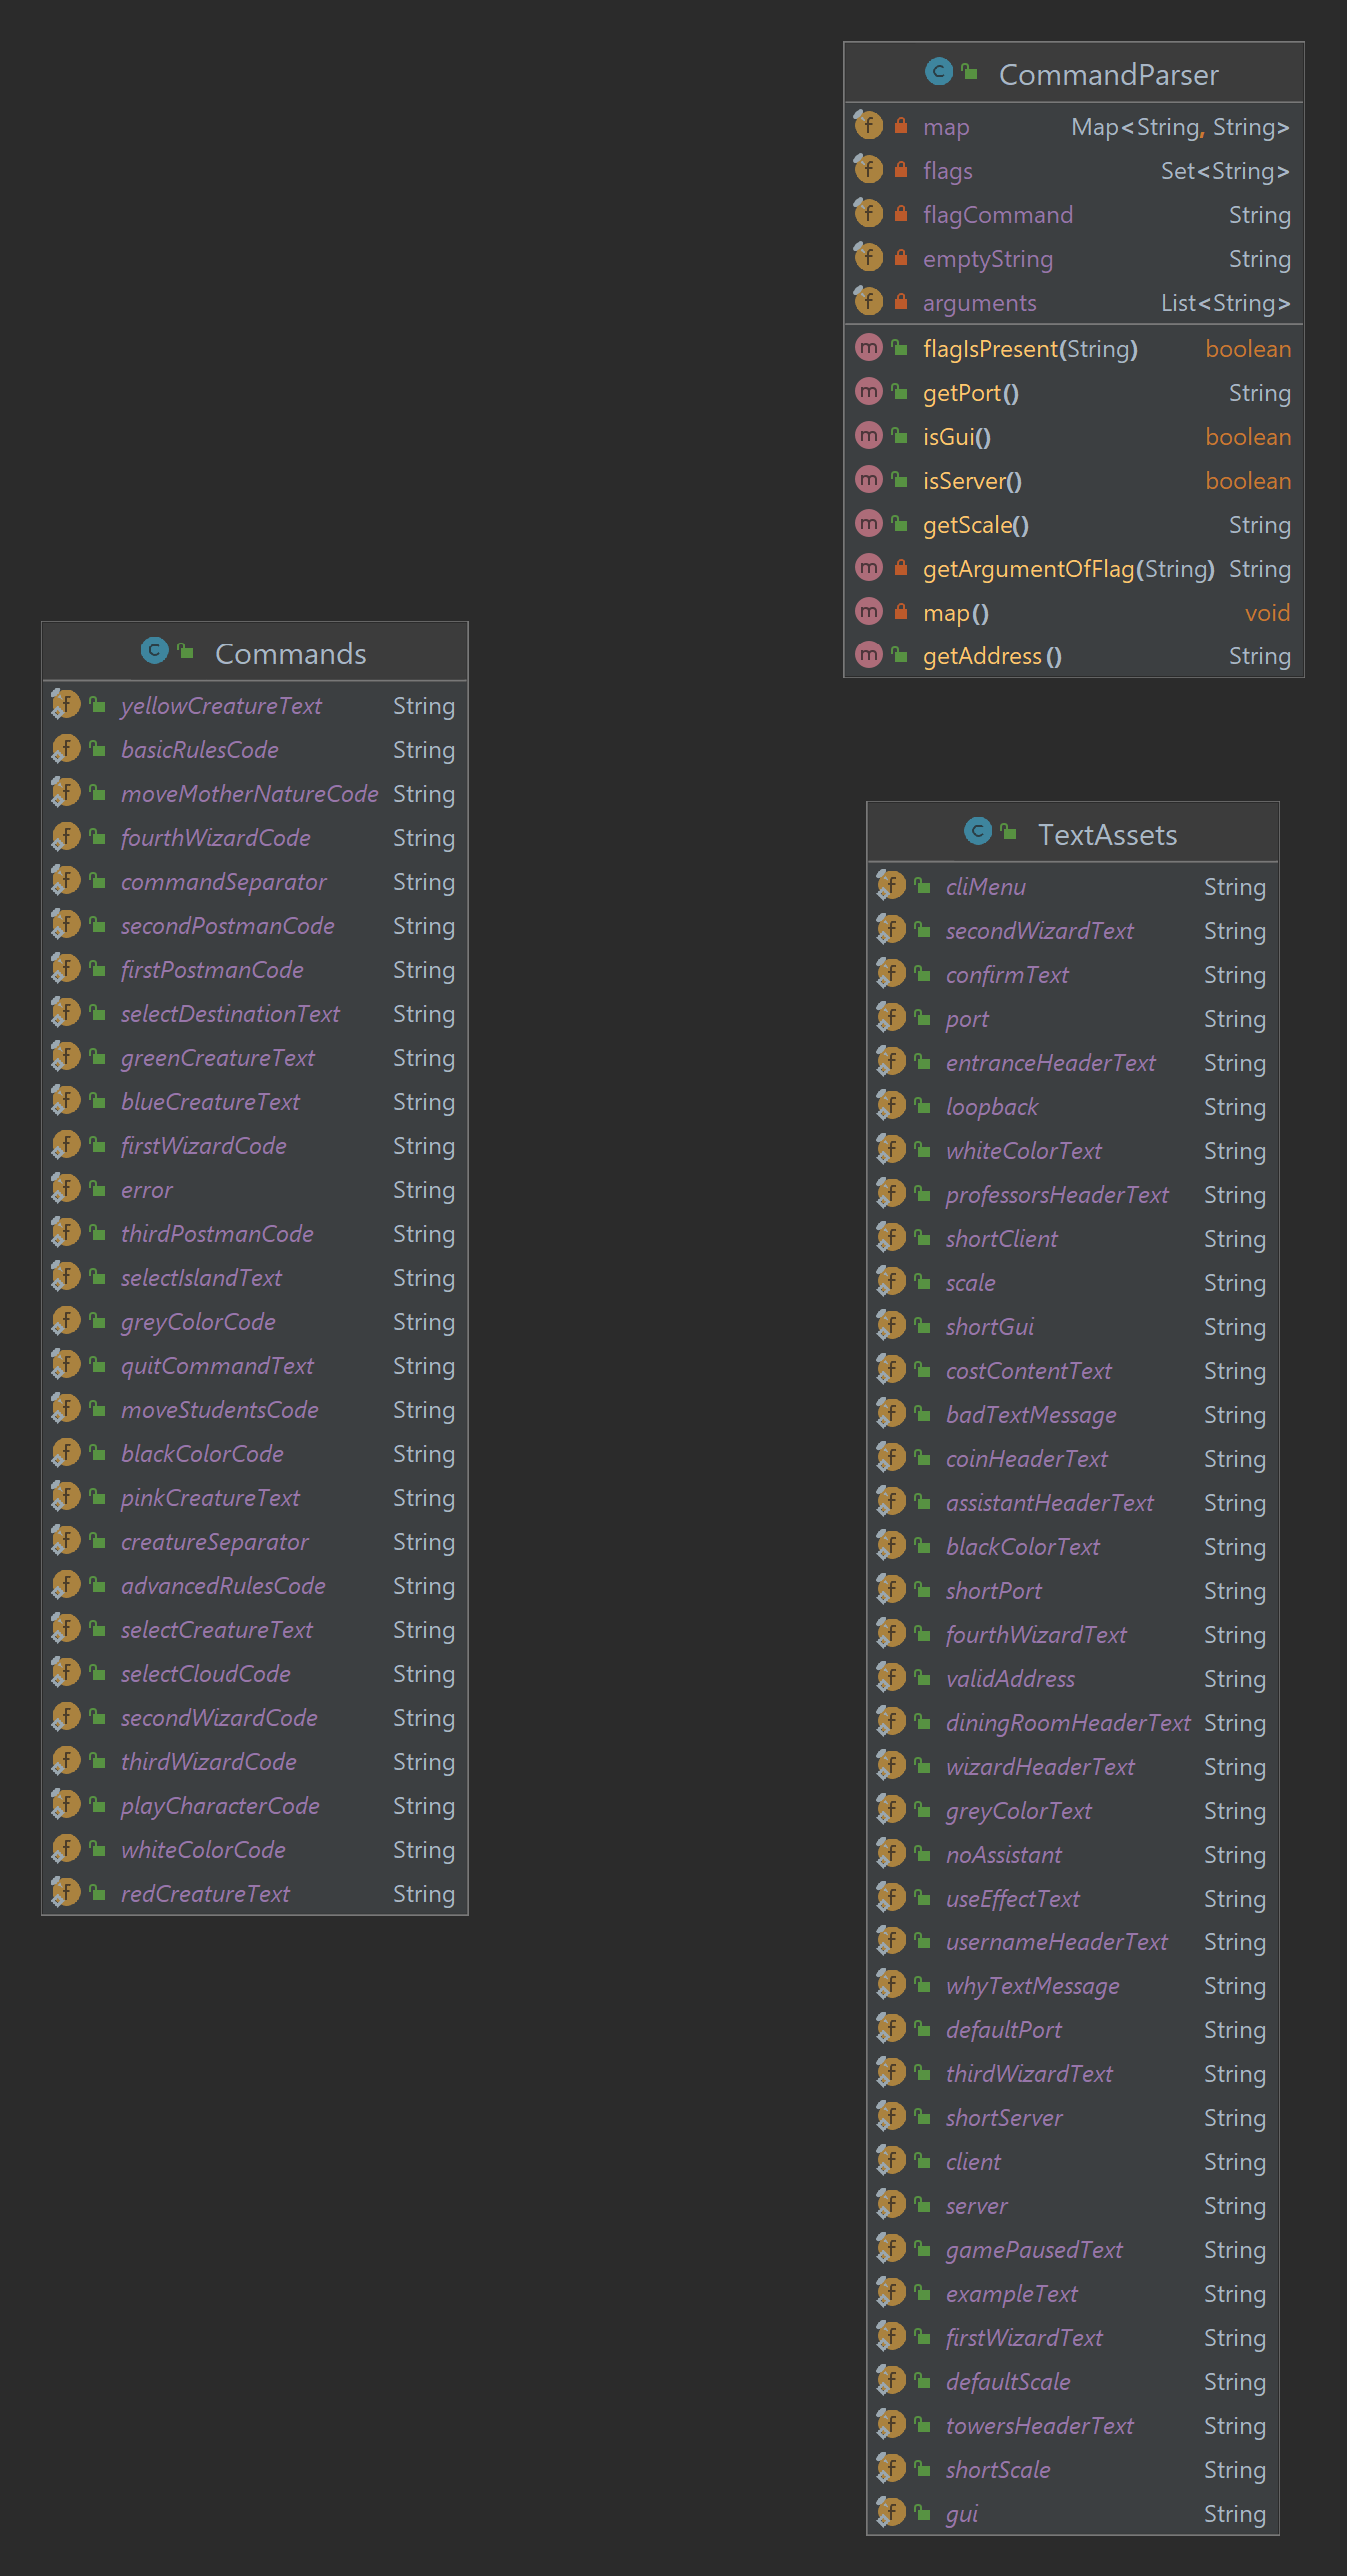 CommandParser
map Map<String, String>
flags Set<String>
flagCommand String
emptyString String
arguments List<String>
flagIsPresent(String) boolean
getPort() String
isGui() boolean
isServer() boolean
getScale() String
getArgumentOfFlag(String) String
map() void
getAddress() String
Commands
yellowCreatureText String
basicRulesCode String
moveMotherNatureCode String
fourthWizardCode String
commandSeparator String
secondPostmanCode String
firstPostmanCode String
selectDestinationText String
greenCreatureText String
blueCreatureText String
firstWizardCode String
error String
thirdPostmanCode String
selectIslandText String
greyColorCode String
quitCommandText String
moveStudentsCode String
blackColorCode String
pinkCreatureText String
creatureSeparator String
advancedRulesCode String
selectCreatureText String
selectCloudCode String
secondWizardCode String
thirdWizardCode String
playCharacterCode String
whiteColorCode String
redCreatureText String
TextAssets
cliMenu String
secondWizardText String
confirmText String
port String
entranceHeaderText String
loopback String
whiteColorText String
professorsHeaderText String
shortClient String
scale String
shortGui String
costContentText String
badTextMessage String
coinHeaderText String
assistantHeaderText String
blackColorText String
shortPort String
fourthWizardText String
validAddress String
diningRoomHeaderText String
wizardHeaderText String
greyColorText String
noAssistant String
useEffectText String
usernameHeaderText String
whyTextMessage String
defaultPort String
thirdWizardText String
shortServer String
client String
server String
gamePausedText String
exampleText String
firstWizardText String
defaultScale String
towersHeaderText String
shortScale String
gui String